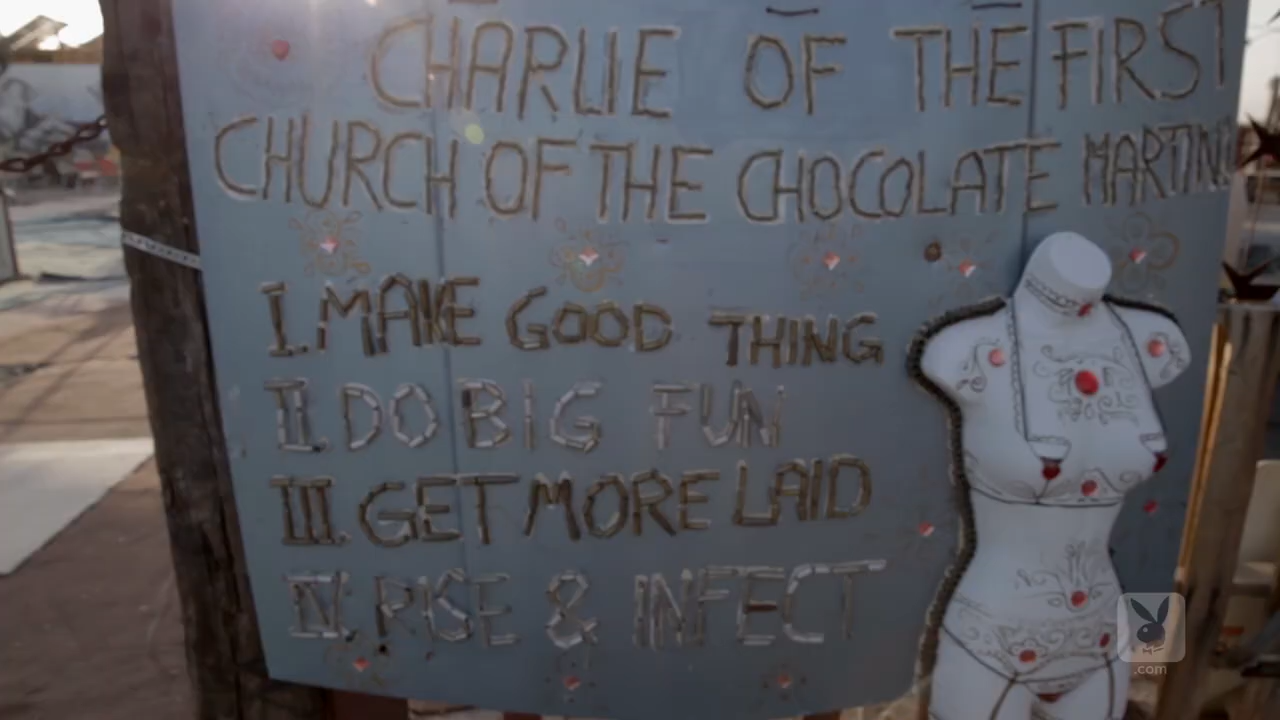 CHARLIE OF THE FIRST
CHURCH OF THE CHOCOLATE MARTINI
I. MAKE GOOD THING
II. DO BIG FUN
III. GET MORE LAID
IV. RISE & INFECT
.com